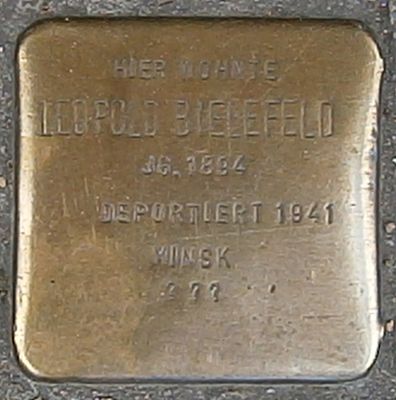 HIER WOHNTE
LEOPOLD BIELEFELD
JG. 1894
DEPORTIERT 1941
MINSK
???